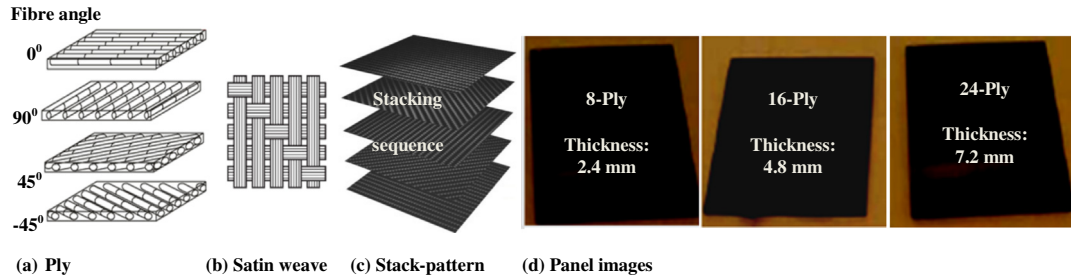 Fibre angle
0⁰
90⁰
45⁰
-45⁰
Stacking
sequence
8-Ply
Thickness:
2.4 mm
16-Ply
Thickness:
4.8 mm
24-Ply
Thickness:
7.2 mm
(a) Ply
(b) Satin weave
(c) Stack-pattern
(d) Panel images